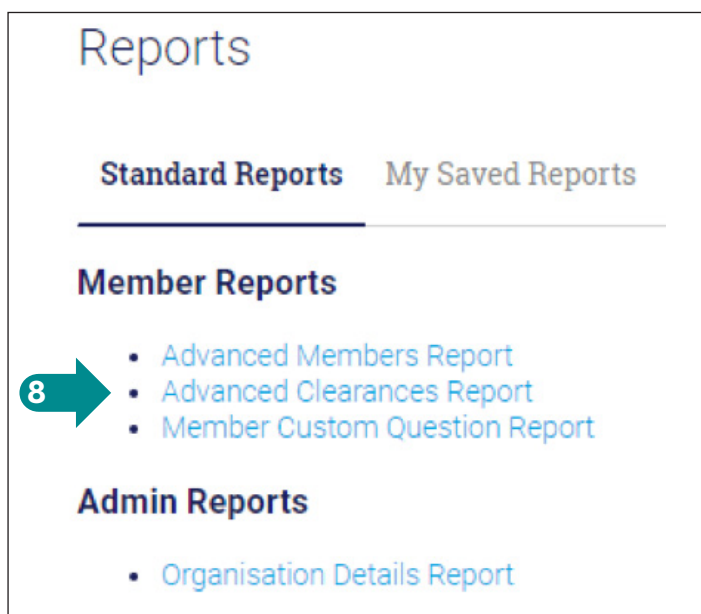 Reports
Standard Reports My Saved Reports
Member Reports
• Advanced Members Report
8 • Advanced Clearances Report
• Member Custom Question Report
Admin Reports
• Organisation Details Report